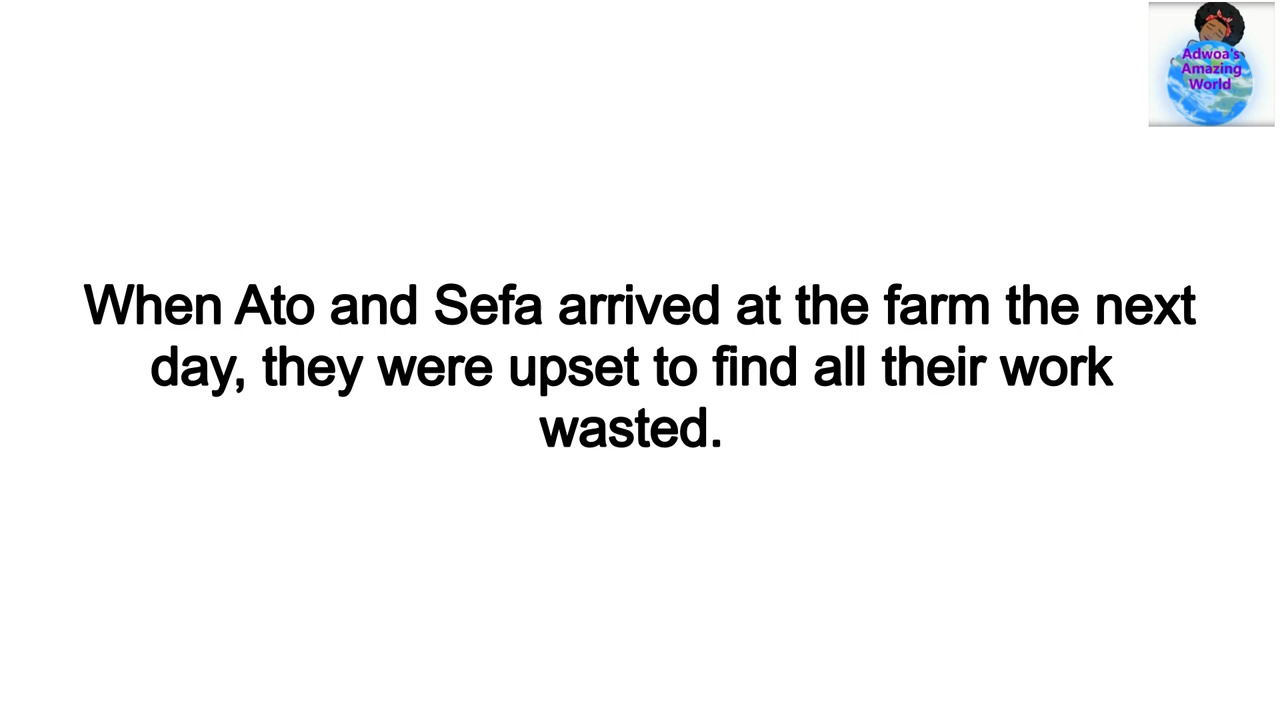 Adwoa's
Amazing
World
When Ato and Sefa arrived at the farm the next
day, they were upset to find all their work
wasted.